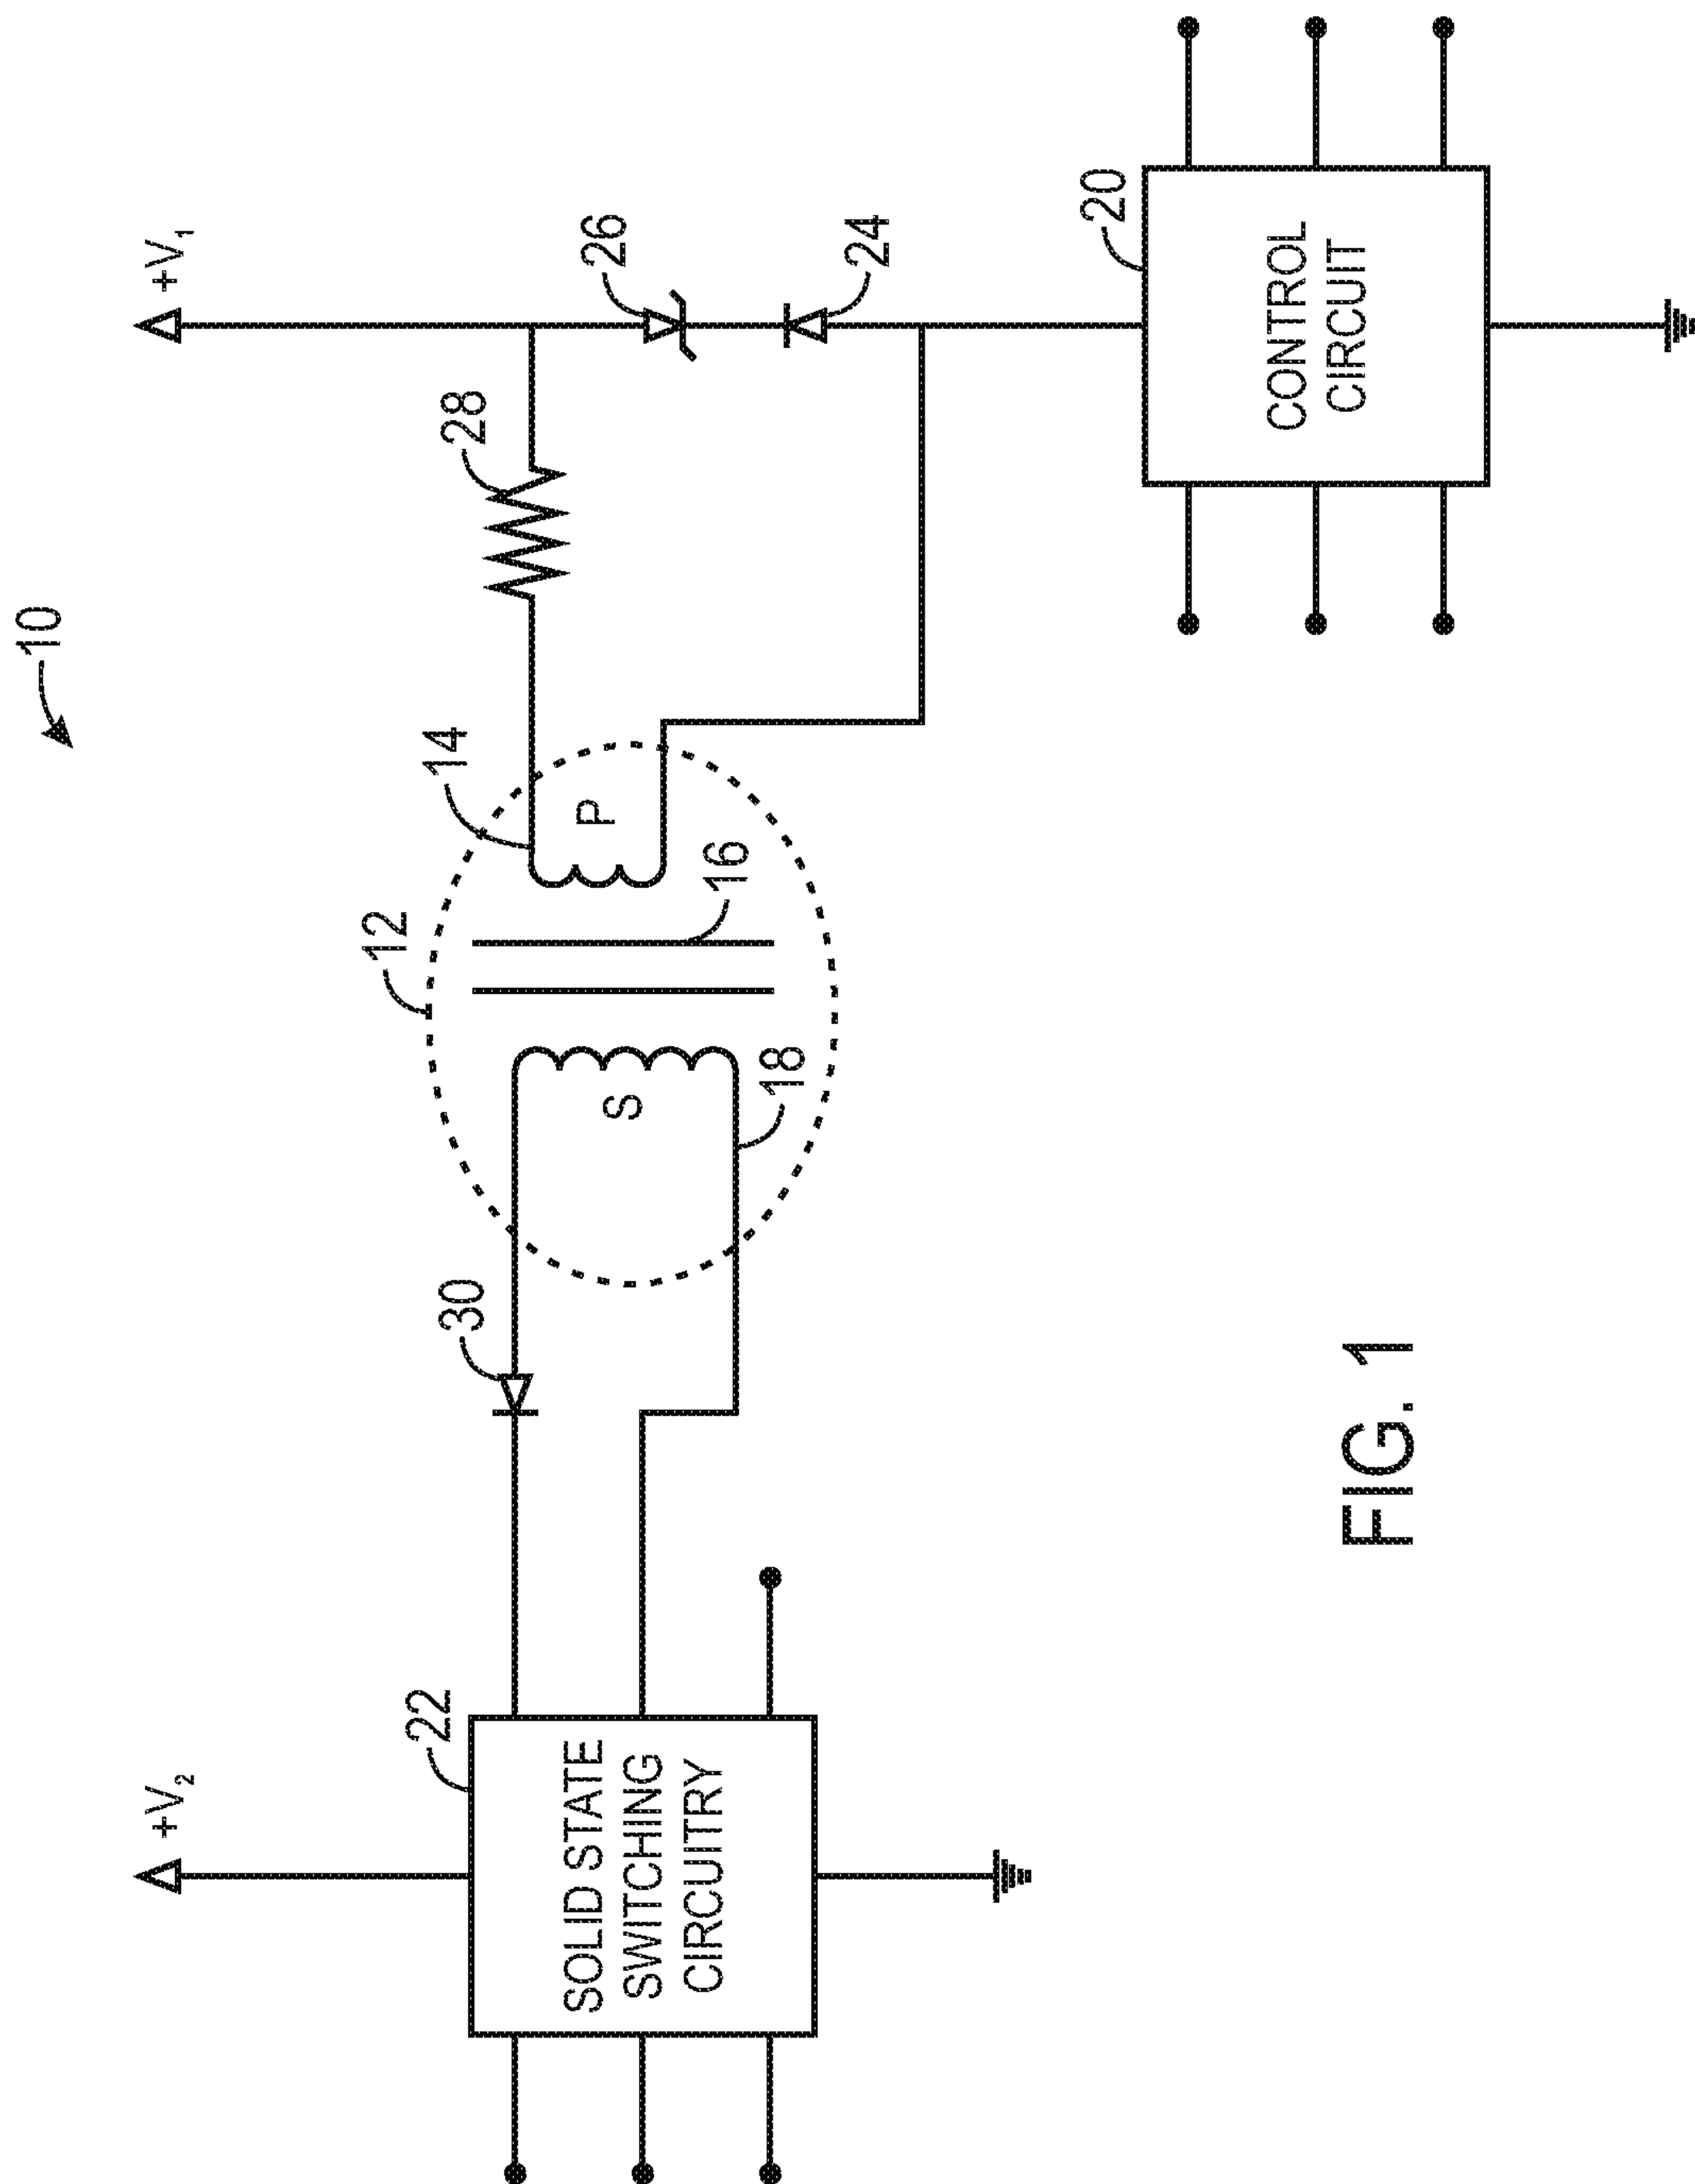 10
+V₂
+V₁
22
SOLID STATE
SWITCHING
CIRCUITRY
30
12
14
28
26
24
S
P
18
16
20
CONTROL
CIRCUIT
FIG. 1